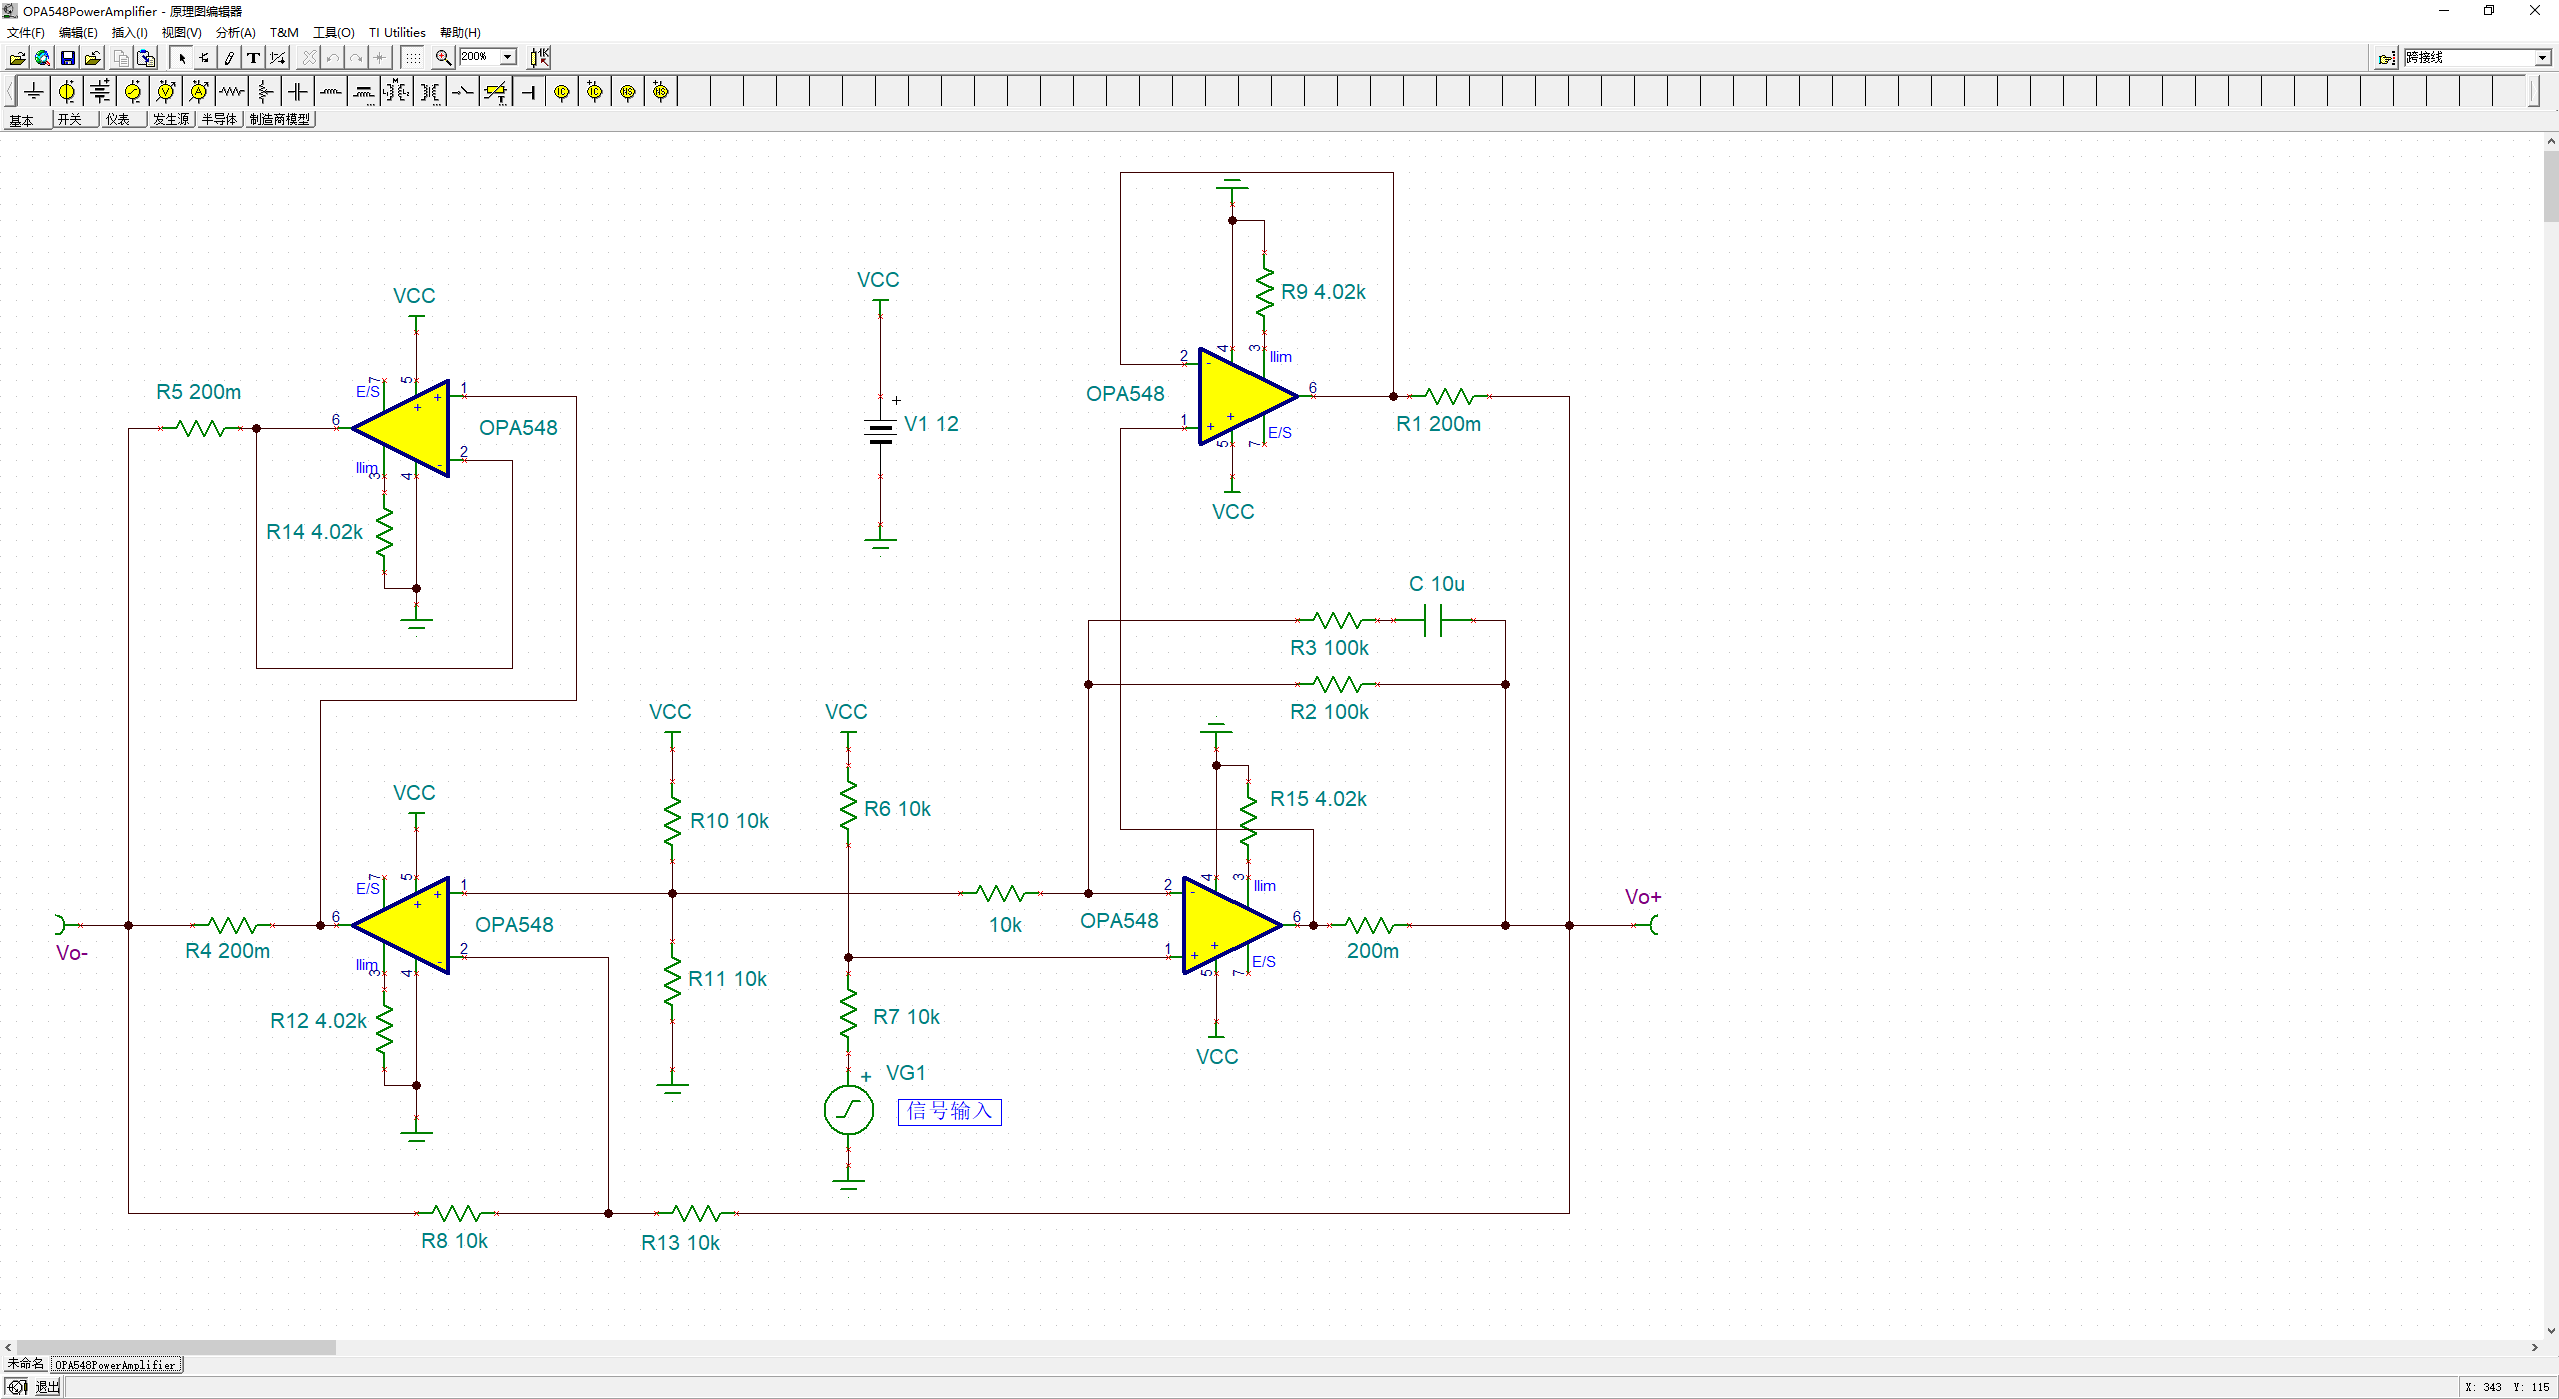 OPA548PowerAmplifier - 原理图编辑器
文件(F) 编辑(E) 插入(I) 视图(V) 分析(A) T&M 工具(O) TI Utilities 帮助(H)
200%
跨接线
基本 开关 仪表 发生源 半导体 制造商模型
VCC
R9 4.02k
VCC
VCC
4 3 Ilim
2
OPA548
6
1
E/S
5 7
R1 200m
VCC
R5 200m
E/S 7 5 1
6
OPA548
2
Ilim 3 4
R14 4.02k
V1 12
C 10u
R3 100k
R2 100k
VCC
VCC
VCC
R15 4.02k
R10 10k
R6 10k
E/S 7 5 1
6
OPA548
2
Ilim 3 4
Vo-
R4 200m
R12 4.02k
R11 10k
R7 10k
10k
2 4 3 Ilim
OPA548
6
1
5 7 E/S
200m
Vo+
VCC
VG1
信号输入
R8 10k
R13 10k
未命名 OPA548PowerAmplifier
退出
X: 343 Y: 115